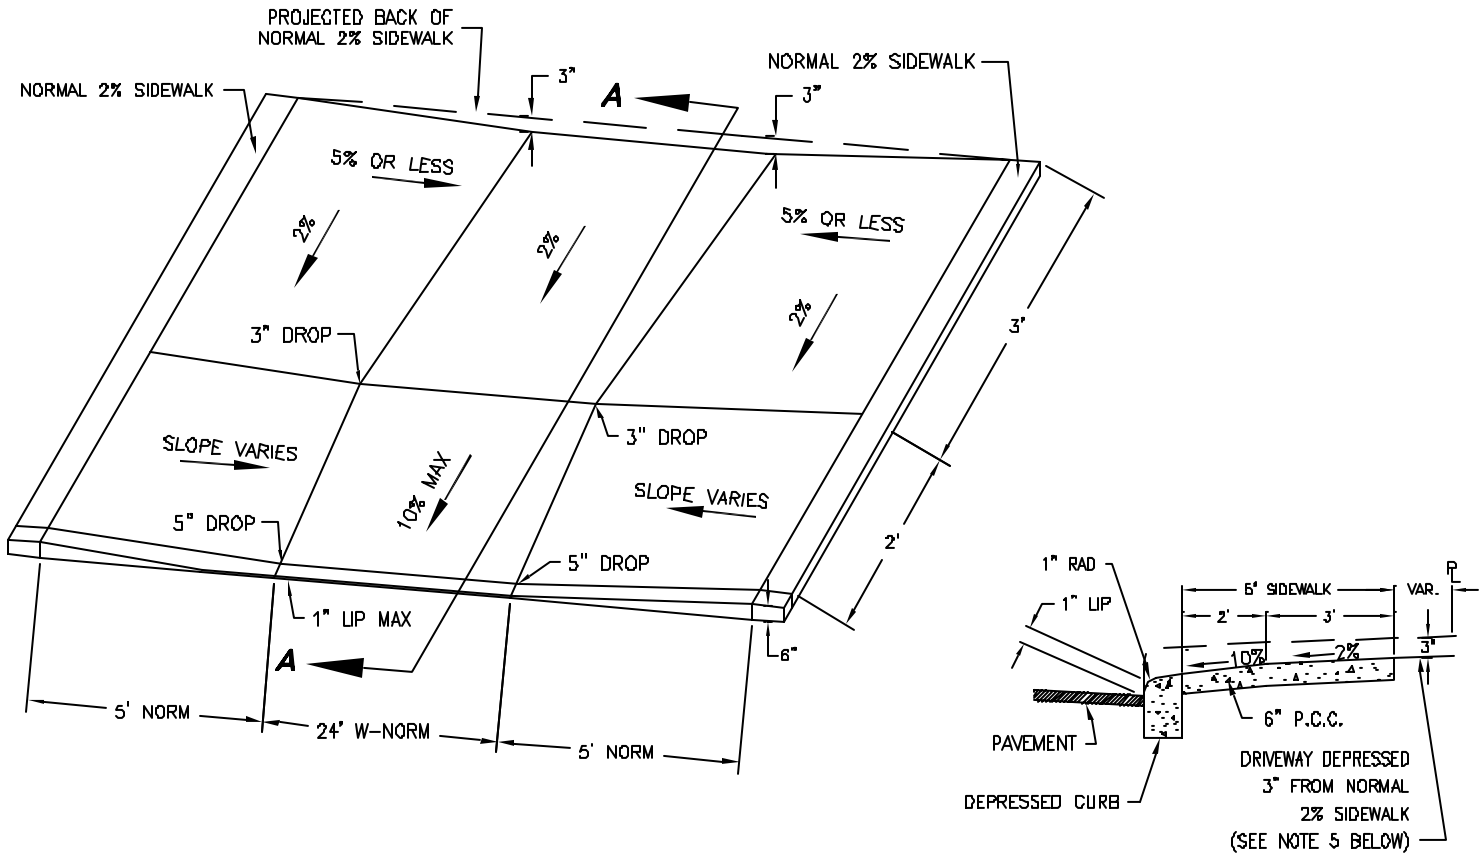 PROJECTED BACK OF
NORMAL 2% SIDEWALK
NORMAL 2% SIDEWALK
3"
A
3"
NORMAL 2% SIDEWALK
5% OR LESS
2%
2%
5% OR LESS
2%
3'
3" DROP
3" DROP
SLOPE VARIES
10% MAX
SLOPE VARIES
5" DROP
5" DROP
2'
1" LIP MAX
A
6"
5' NORM
24' W-NORM
5' NORM
1" RAD
1" LIP
5' SIDEWALK
VAR.
PL
2'
3'
10%
2%
3"
6" P.C.C.
PAVEMENT
DEPRESSED CURB
DRIVEWAY DEPRESSED
3" FROM NORMAL
2% SIDEWALK
(SEE NOTE 5 BELOW)